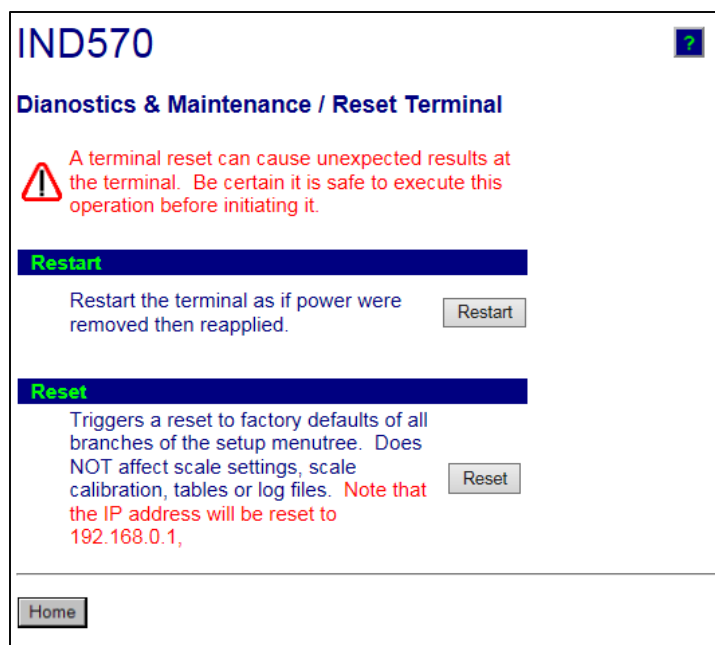 IND570
?
Dianostics & Maintenance / Reset Terminal
A terminal reset can cause unexpected results at
the terminal. Be certain it is safe to execute this
operation before initiating it.
Restart
Restart the terminal as if power were
removed then reapplied.
Restart
Reset
Triggers a reset to factory defaults of all
branches of the setup menutree. Does
NOT affect scale settings, scale
calibration, tables or log files. Note that
the IP address will be reset to
192.168.0.1,
Reset
Home